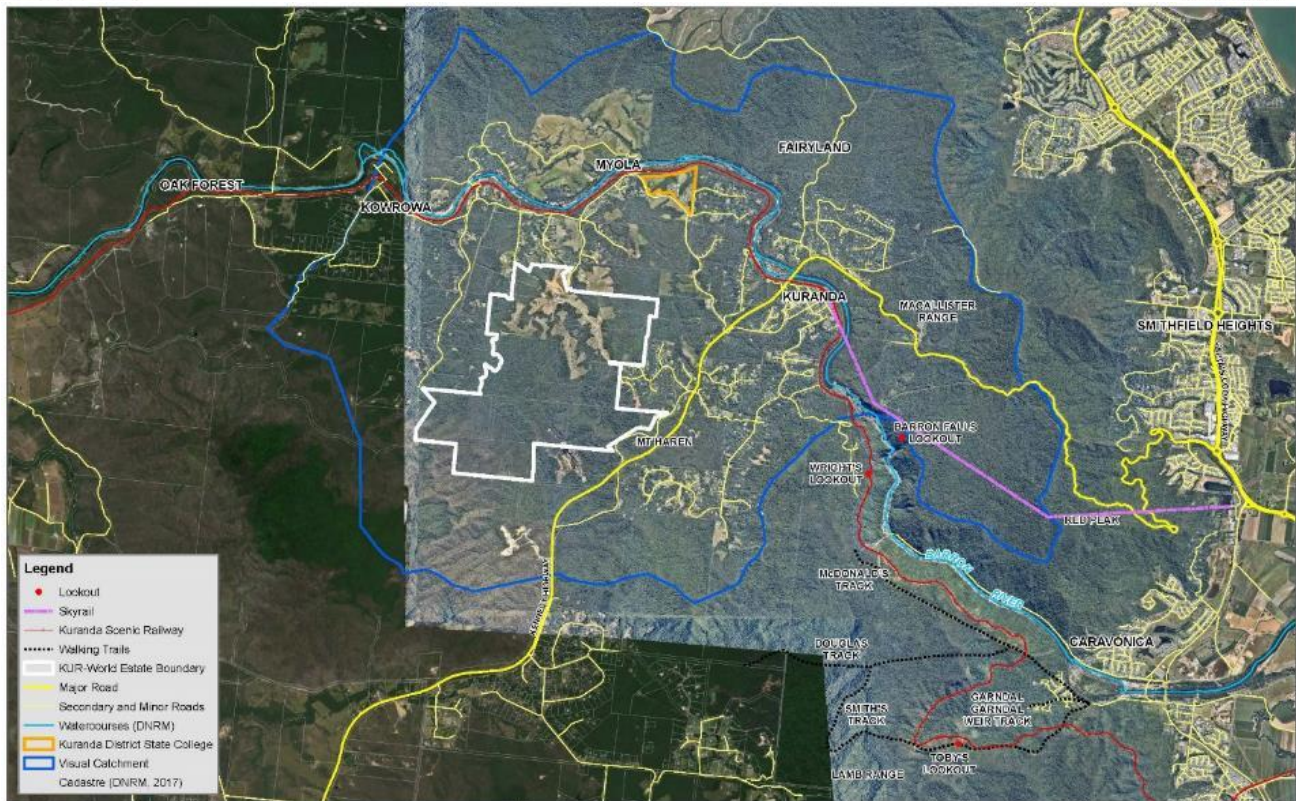 OAK FOREST
KOWROWA
MYOLA
FAIRYLAND
KURANDA
MACALLISTER
RANGE
SMITHFIELD HEIGHTS
MT HAREN
BARRON FALLS
LOOKOUT
WRIGHT'S
LOOKOUT
RED PEAK
BARRON
RIVER
McDONALD'S
TRACK
DOUGLAS
TRACK
CARAVONICA
SMITH'S
TRACK
GARNDAL
GARNDAL
WEIR TRACK
TOBY'S
LOOKOUT
LAMB RANGE
Legend
Lookout
Skyrail
Kuranda Scenic Railway
Walking Trails
KUR-World Estate Boundary
Major Road
Secondary and Minor Roads
Watercourses (DNRM)
Kuranda District State College
Visual Catchment
Cadastre (DNRM, 2017)